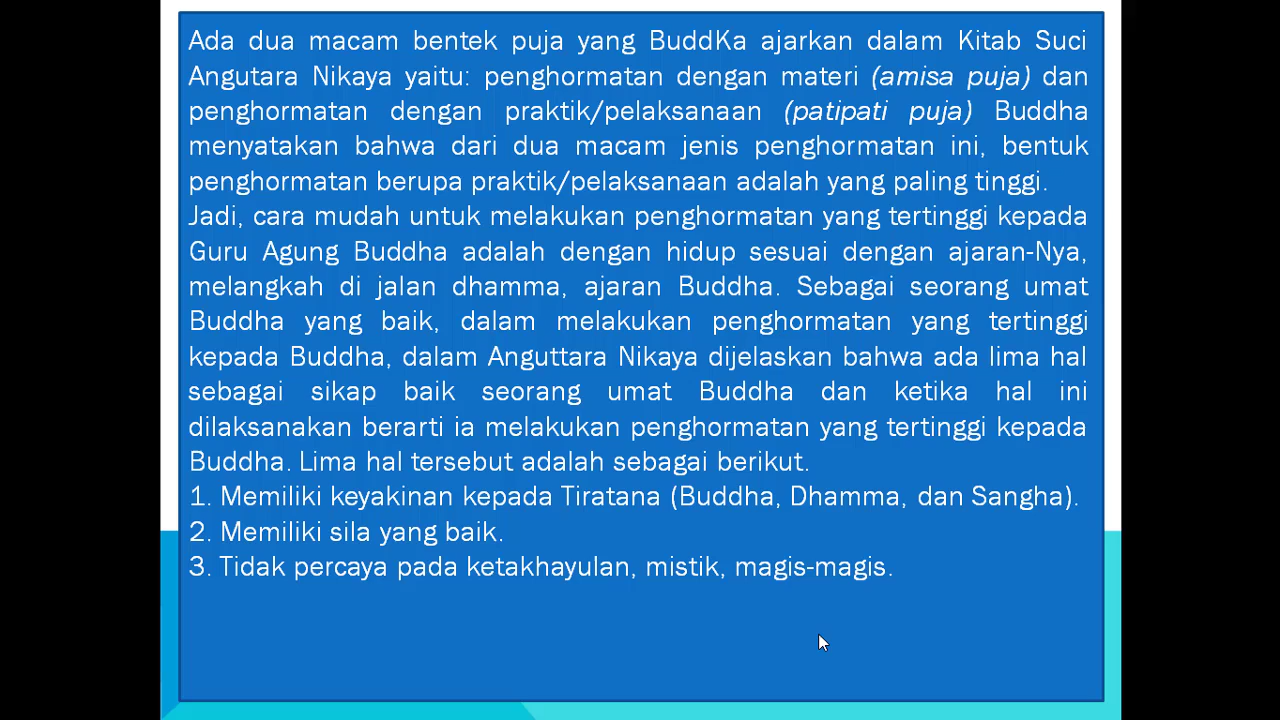 Ada dua macam bentek puja yang BuddKa ajarkan dalam Kitab Suci
Angutara Nikaya yaitu: penghormatan dengan materi (amisa puja) dan
penghormatan dengan praktik/pelaksanaan (patipati puja) Buddha
menyatakan bahwa dari dua macam jenis penghormatan ini, bentuk
penghormatan berupa praktik/pelaksanaan adalah yang paling tinggi.
Jadi, cara mudah untuk melakukan penghormatan yang tertinggi kepada
Guru Agung Buddha adalah dengan hidup sesuai dengan ajaran-Nya,
melangkah di jalan dhamma, ajaran Buddha. Sebagai seorang umat
Buddha yang baik, dalam melakukan penghormatan yang tertinggi
kepada Buddha, dalam Anguttara Nikaya dijelaskan bahwa ada lima hal
sebagai sikap baik seorang umat Buddha dan ketika hal ini
dilaksanakan berarti ia melakukan penghormatan yang tertinggi kepada
Buddha. Lima hal tersebut adalah sebagai berikut.
1. Memiliki keyakinan kepada Tiratana (Buddha, Dhamma, dan Sangha).
2. Memiliki sila yang baik.
3. Tidak percaya pada ketakhayulan, mistik, magis-magis.